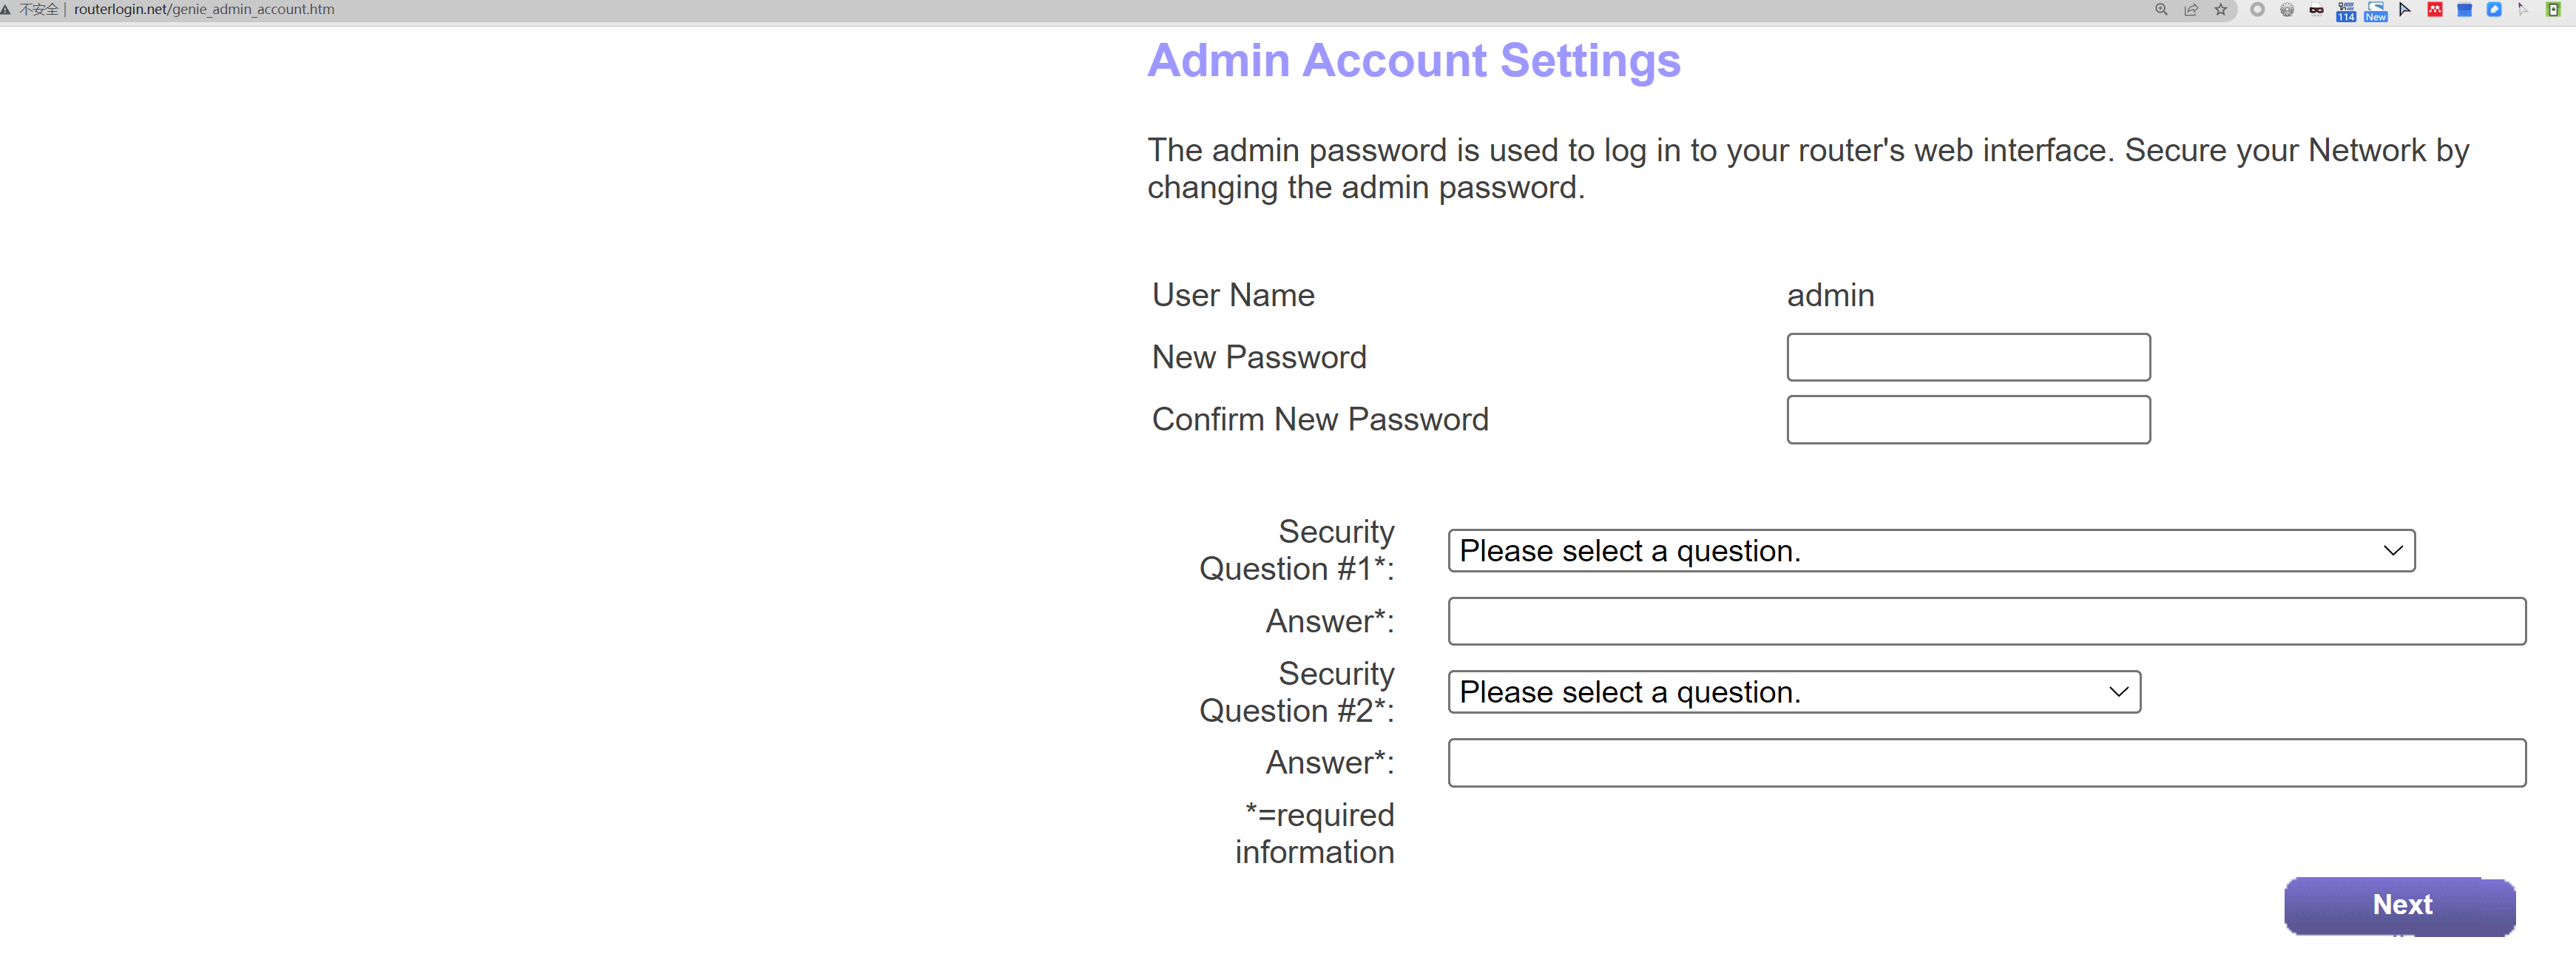 不安全 | routerlogin.net/genie_admin_account.htm
114
New
Admin Account Settings
The admin password is used to log in to your router's web interface. Secure your Network by
changing the admin password.
User Name admin
New Password
Confirm New Password
Security
Question #1*: Please select a question.
Answer*:
Security
Question #2*: Please select a question.
Answer*:
*=required
information
Next